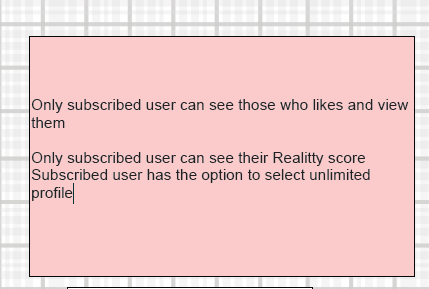 Only subscribed user can see those who likes and view
them
Only subscribed user can see their Realitty score
Subscribed user has the option to select unlimited
profile